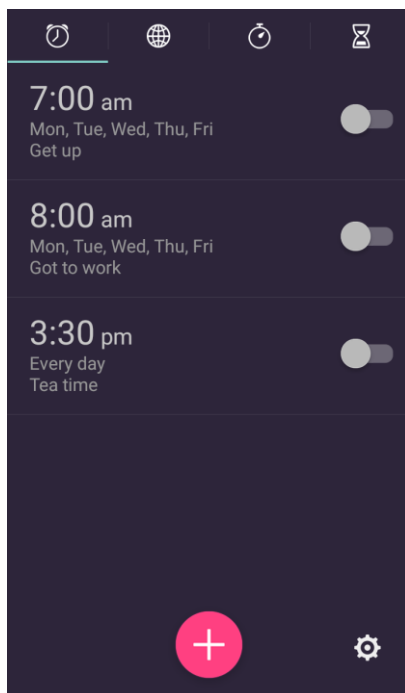 7:00 am
Mon, Tue, Wed, Thu, Fri
Get up
8:00 am
Mon, Tue, Wed, Thu, Fri
Got to work
3:30 pm
Every day
Tea time